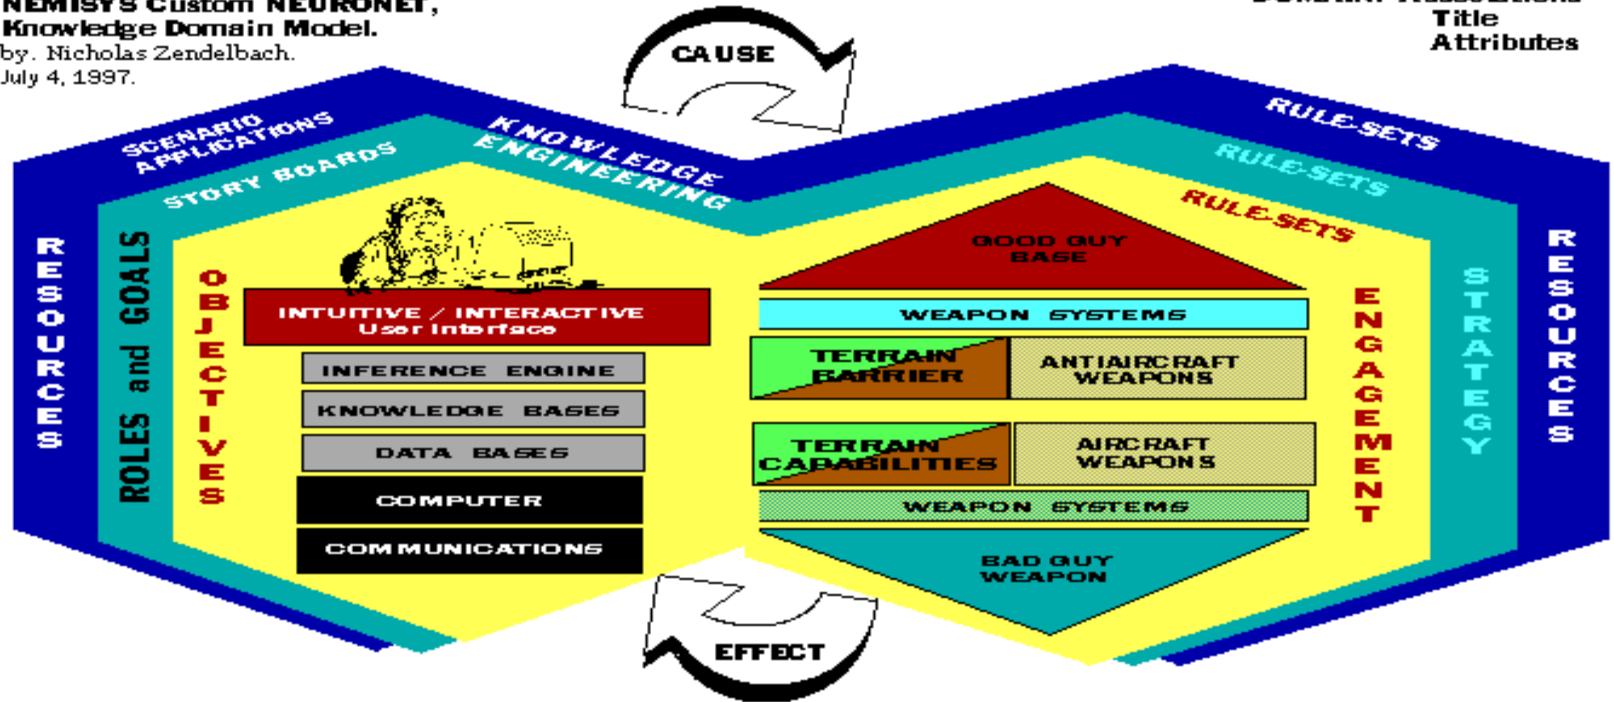 NEMISYS Custom NEURONET,
Knowledge Domain Model.
by. Nicholas Zendelbach.
July 4, 1997.
Title
Attributes
CAUSE
SCENARIO
APPLICATIONS
STORY BOARDS
KNOWLEDGE
ENGINEERING
RULE-SETS
RULE-SETS
RULE-SETS
RESOURCES
ROLES and GOALS
OBJECTIVES
INTUITIVE / INTERACTIVE
User Interface
INFERENCE ENGINE
KNOWLEDGE BASES
DATA BASES
COMPUTER
COMMUNICATIONS
GOOD GUY
BASE
WEAPON SYSTEMS
TERRAIN
BARRIER
ANTIAIRCRAFT
WEAPONS
TERRAIN
CAPABILITIES
AIRCRAFT
WEAPONS
WEAPON SYSTEMS
BAD GUY
WEAPON
ENGAGEMENT
STRATEGY
RESOURCES
EFFECT